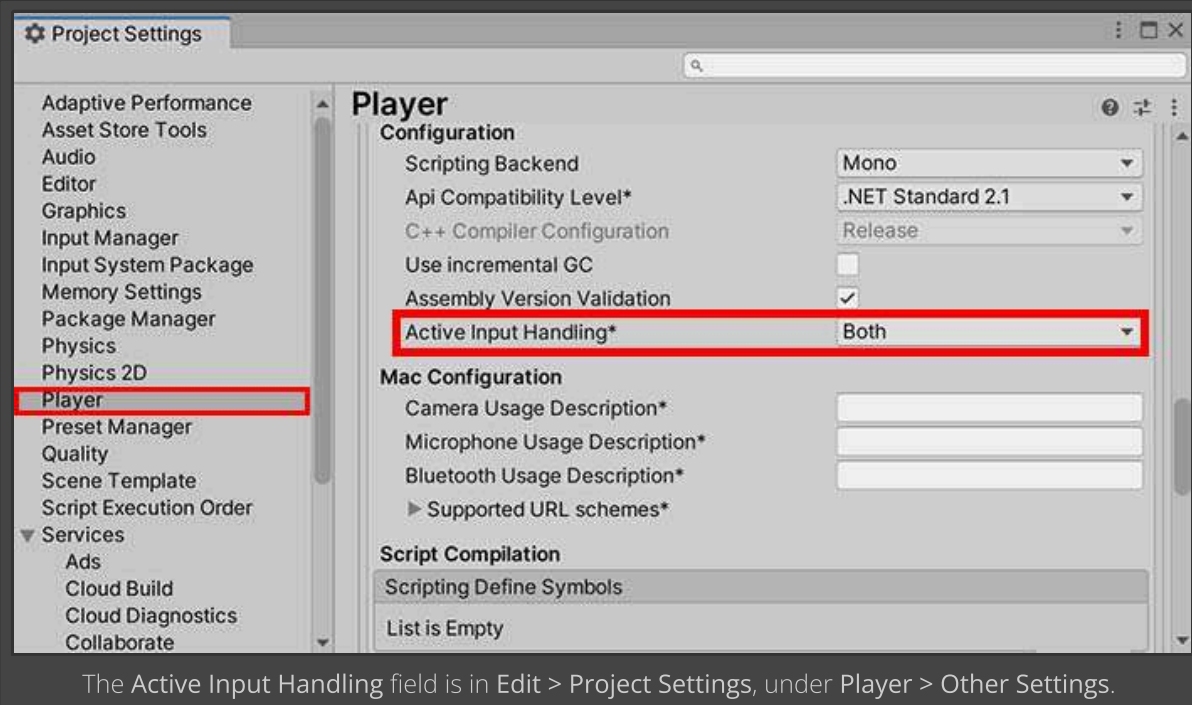 Project Settings
Adaptive Performance
Asset Store Tools
Audio
Editor
Graphics
Input Manager
Input System Package
Memory Settings
Package Manager
Physics
Physics 2D
Player
Preset Manager
Quality
Scene Template
Script Execution Order
Services
Ads
Cloud Build
Cloud Diagnostics
Collaborate
Player
Configuration
Scripting Backend Mono
Api Compatibility Level* .NET Standard 2.1
C++ Compiler Configuration Release
Use incremental GC
Assembly Version Validation
Active Input Handling* Both
Mac Configuration
Camera Usage Description*
Microphone Usage Description*
Bluetooth Usage Description*
Supported URL schemes*
Script Compilation
Scripting Define Symbols
List is Empty
The Active Input Handling field is in Edit > Project Settings, under Player > Other Settings.